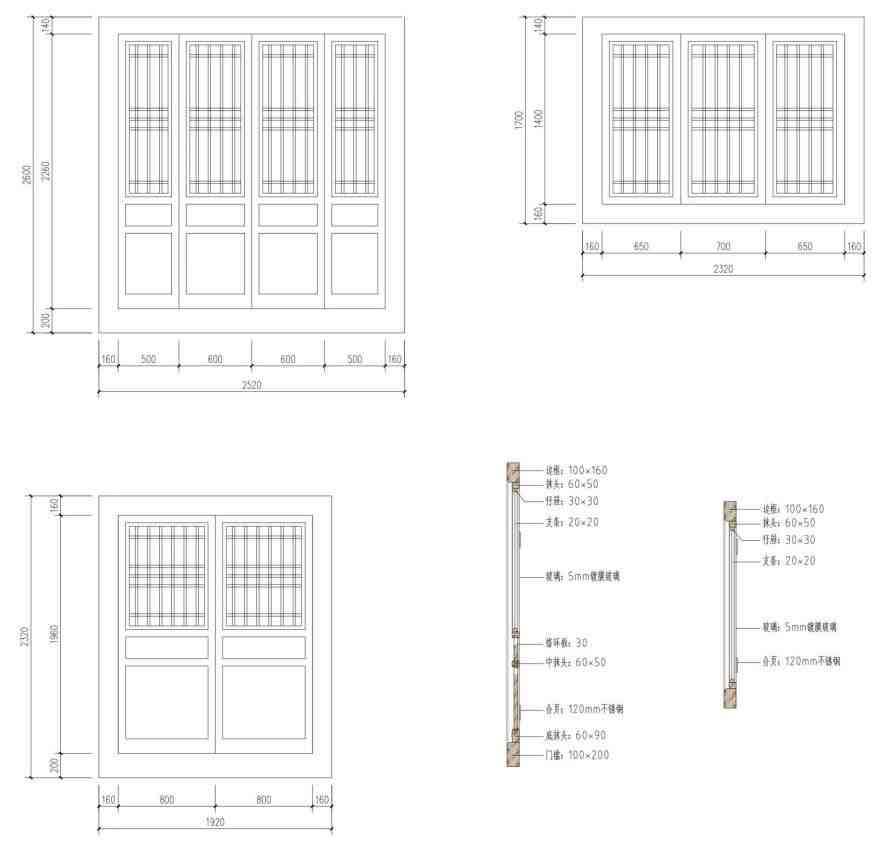 140
2260
2600
200
160
500
600
600
500
160
2520
140
1400
1700
160
160
650
700
650
160
2320
160
1960
2320
200
160
800
800
160
1920
边框：100×160
抹头：60×50
仔屉：30×30
支条：20×20
玻璃：5mm镀膜玻璃
绦环板：30
中抹头：60×50
合页：120mm不锈钢
底抹头：60×90
门槛：100×200
边框：100×160
抹头：60×50
仔屉：30×30
支条：20×20
玻璃：5mm镀膜玻璃
合页：120mm不锈钢